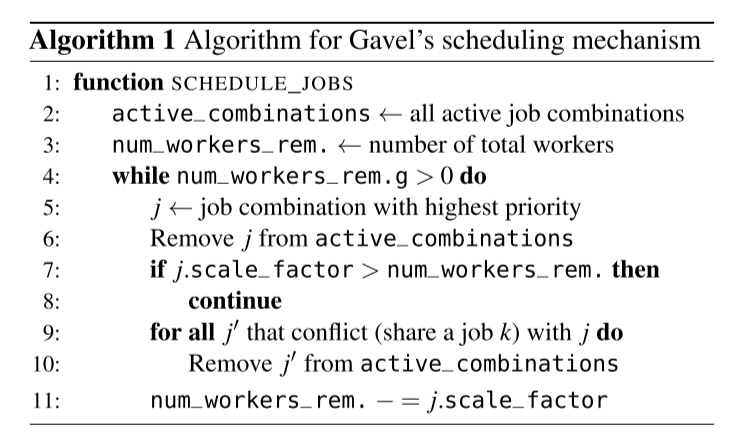 Algorithm 1 Algorithm for Gavel's scheduling mechanism
1: function SCHEDULE_JOBS
2: active_combinations ← all active job combinations
3: num_workers_rem. ← number of total workers
4: while num_workers_rem.g > 0 do
5: j ← job combination with highest priority
6: Remove j from active_combinations
7: if j.scale_factor > num_workers_rem. then
8: continue
9: for all j′ that conflict (share a job k) with j do
10: Remove j′ from active_combinations
11: num_workers_rem. − = j.scale_factor